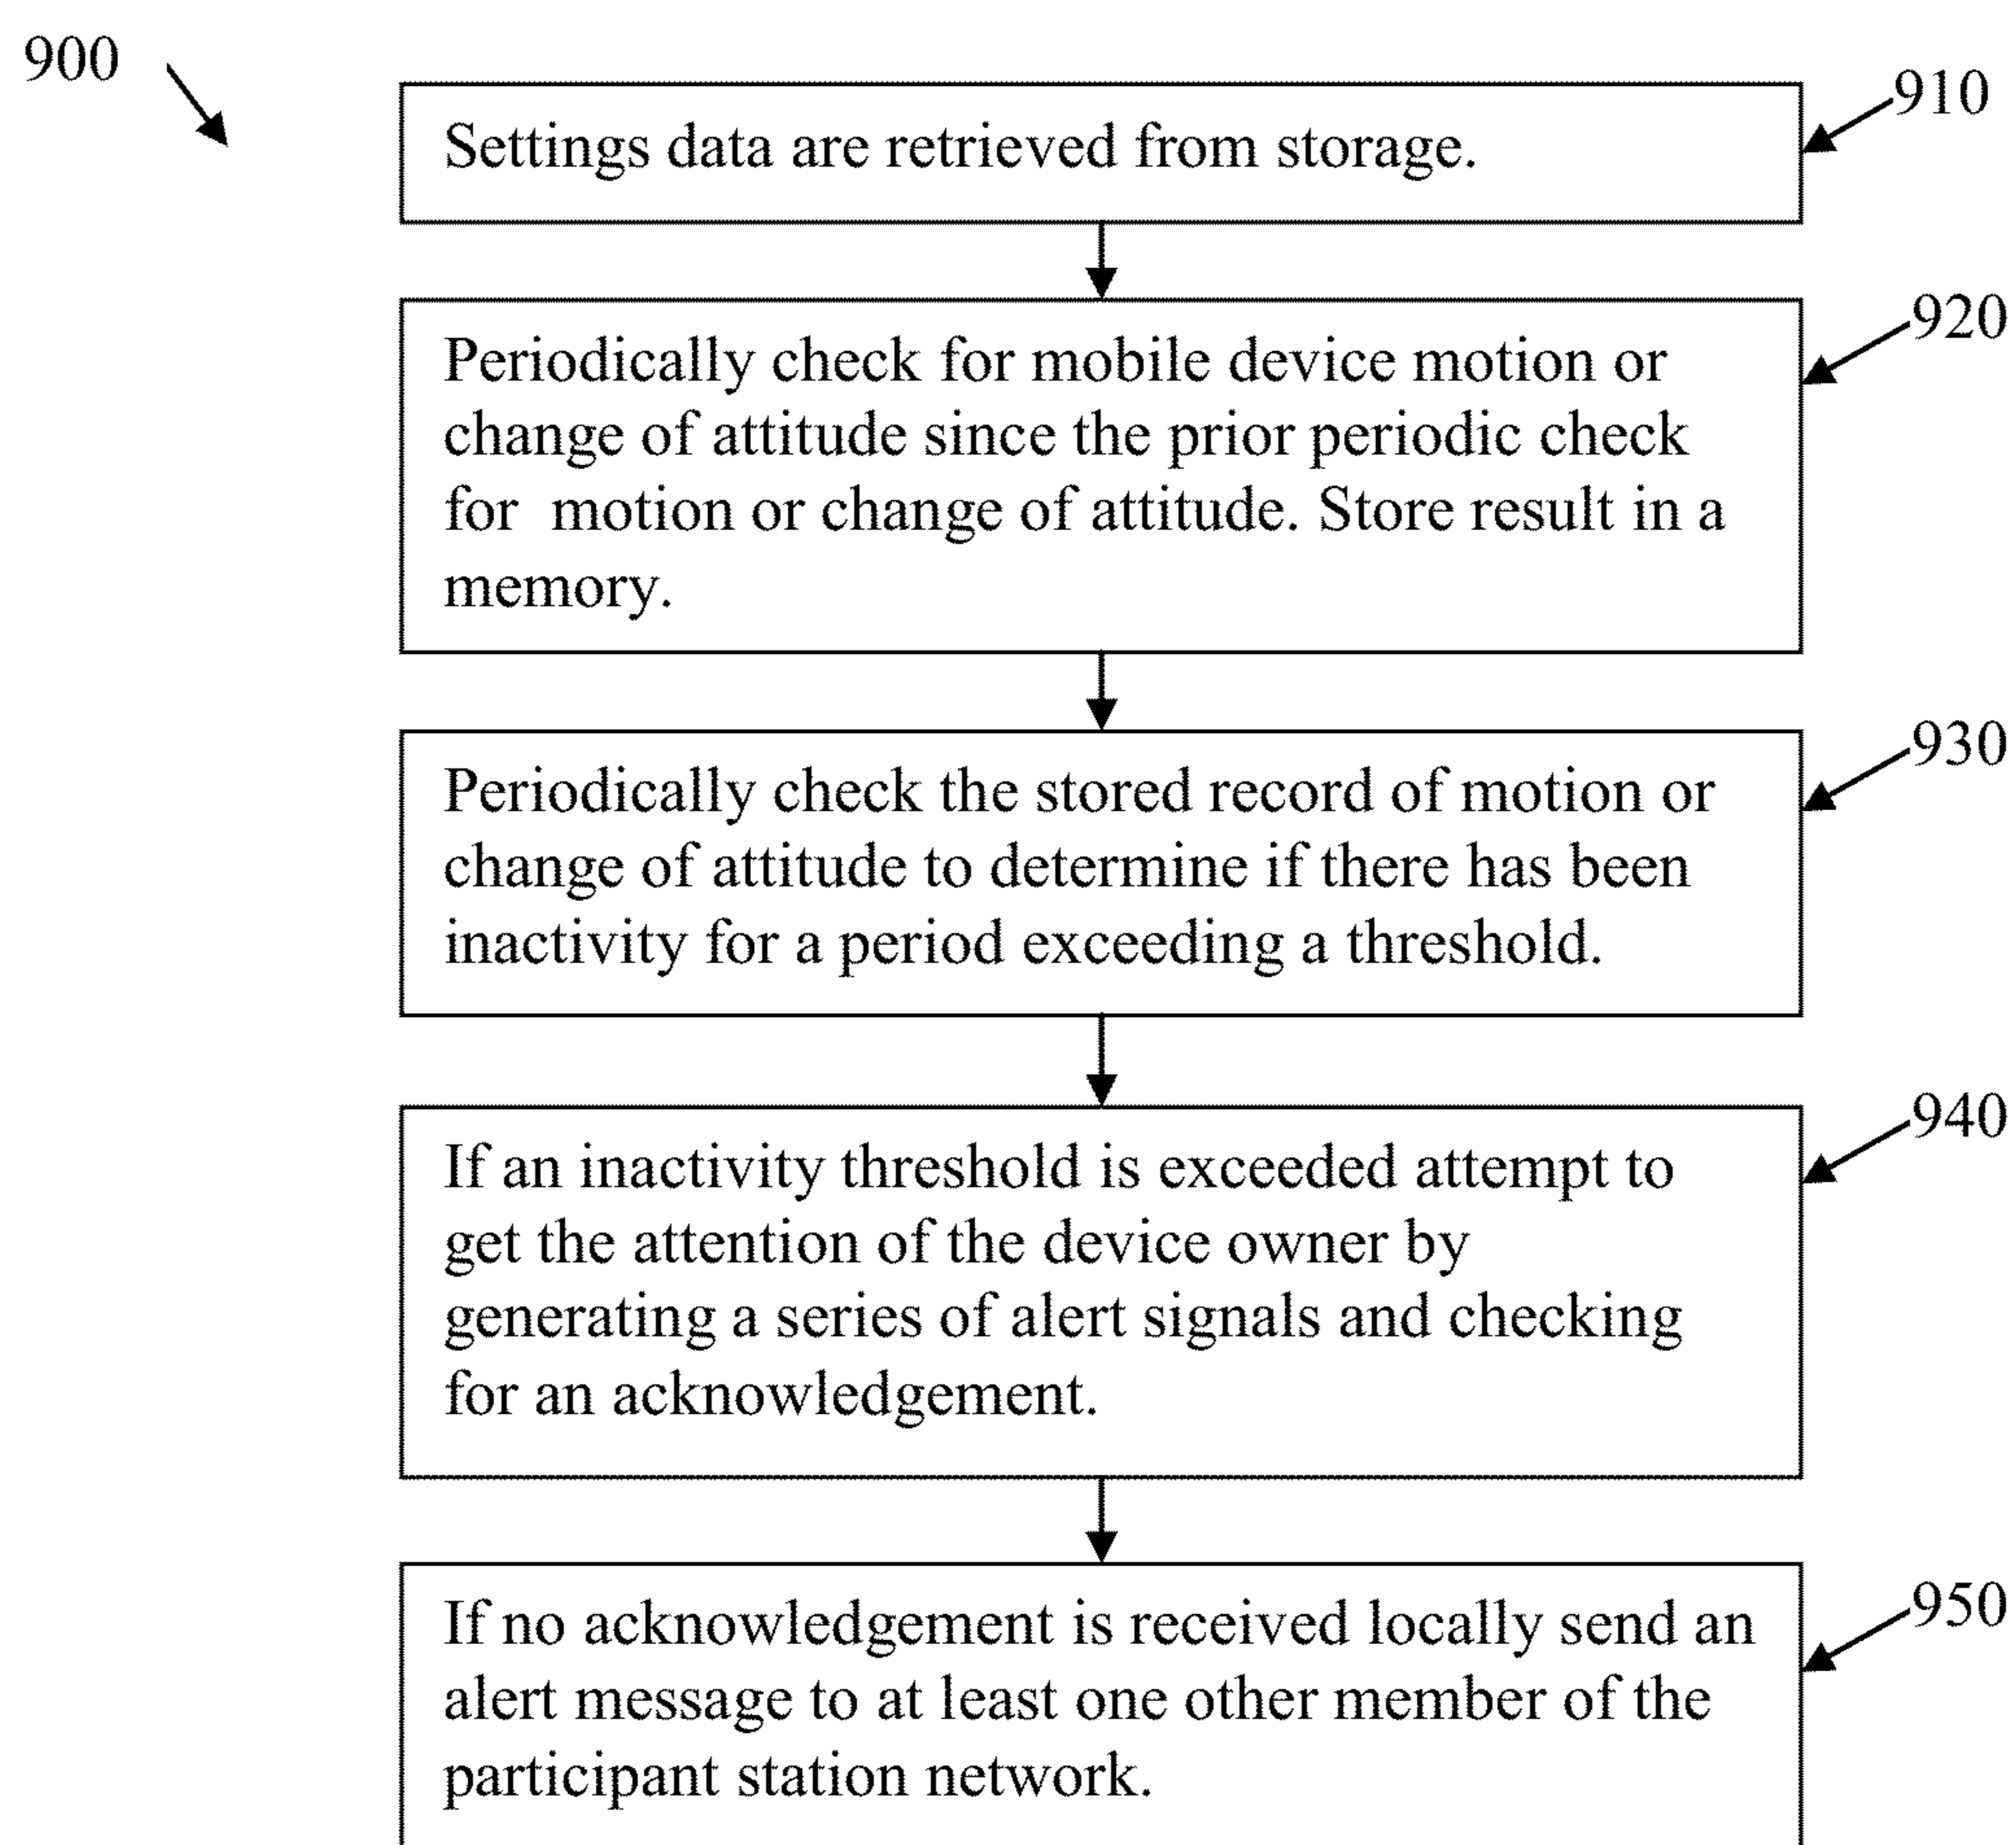 900
910
Settings data are retrieved from storage.
920
Periodically check for mobile device motion or
change of attitude since the prior periodic check
for motion or change of attitude. Store result in a
memory.
930
Periodically check the stored record of motion or
change of attitude to determine if there has been
inactivity for a period exceeding a threshold.
940
If an inactivity threshold is exceeded attempt to
get the attention of the device owner by
generating a series of alert signals and checking
for an acknowledgement.
950
If no acknowledgement is received locally send an
alert message to at least one other member of the
participant station network.